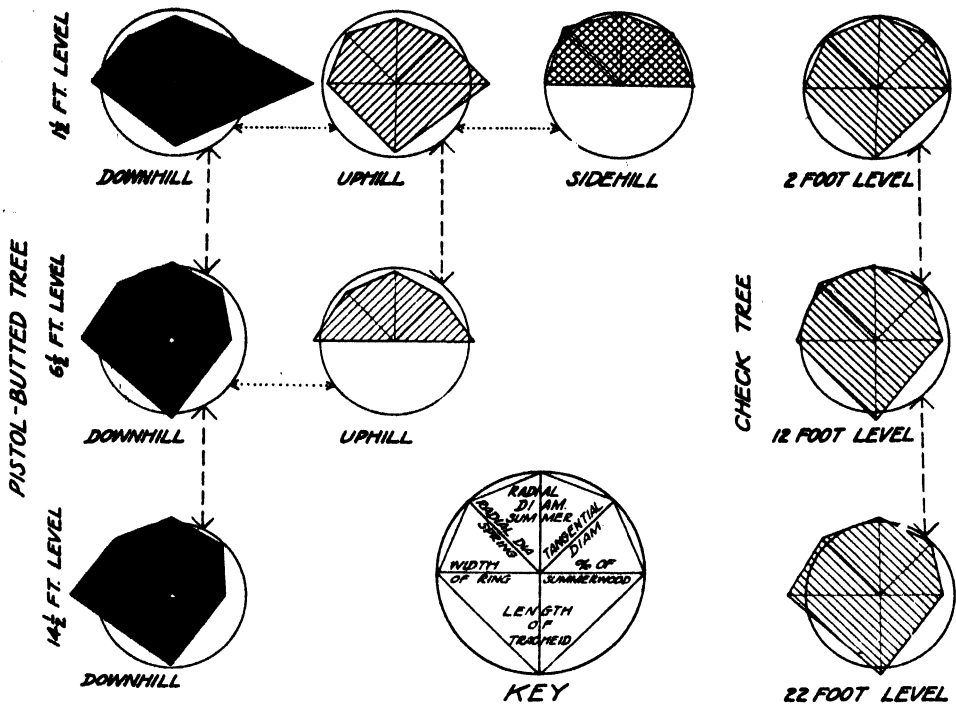 PISTOL-BUTTED TREE
1½ FT. LEVEL
DOWNHILL
UPHILL
SIDEHILL
6½ FT. LEVEL
DOWNHILL
UPHILL
14½ FT. LEVEL
DOWNHILL
CHECK TREE
2 FOOT LEVEL
12 FOOT LEVEL
22 FOOT LEVEL
RADIAL
DIAM.
SUMMER
RADIAL DIA
SPRING
TANGENTIAL
DIAM.
WIDTH
OF RING
% OF
SUMMERWOOD
LENGTH
OF
TRACHEID
KEY